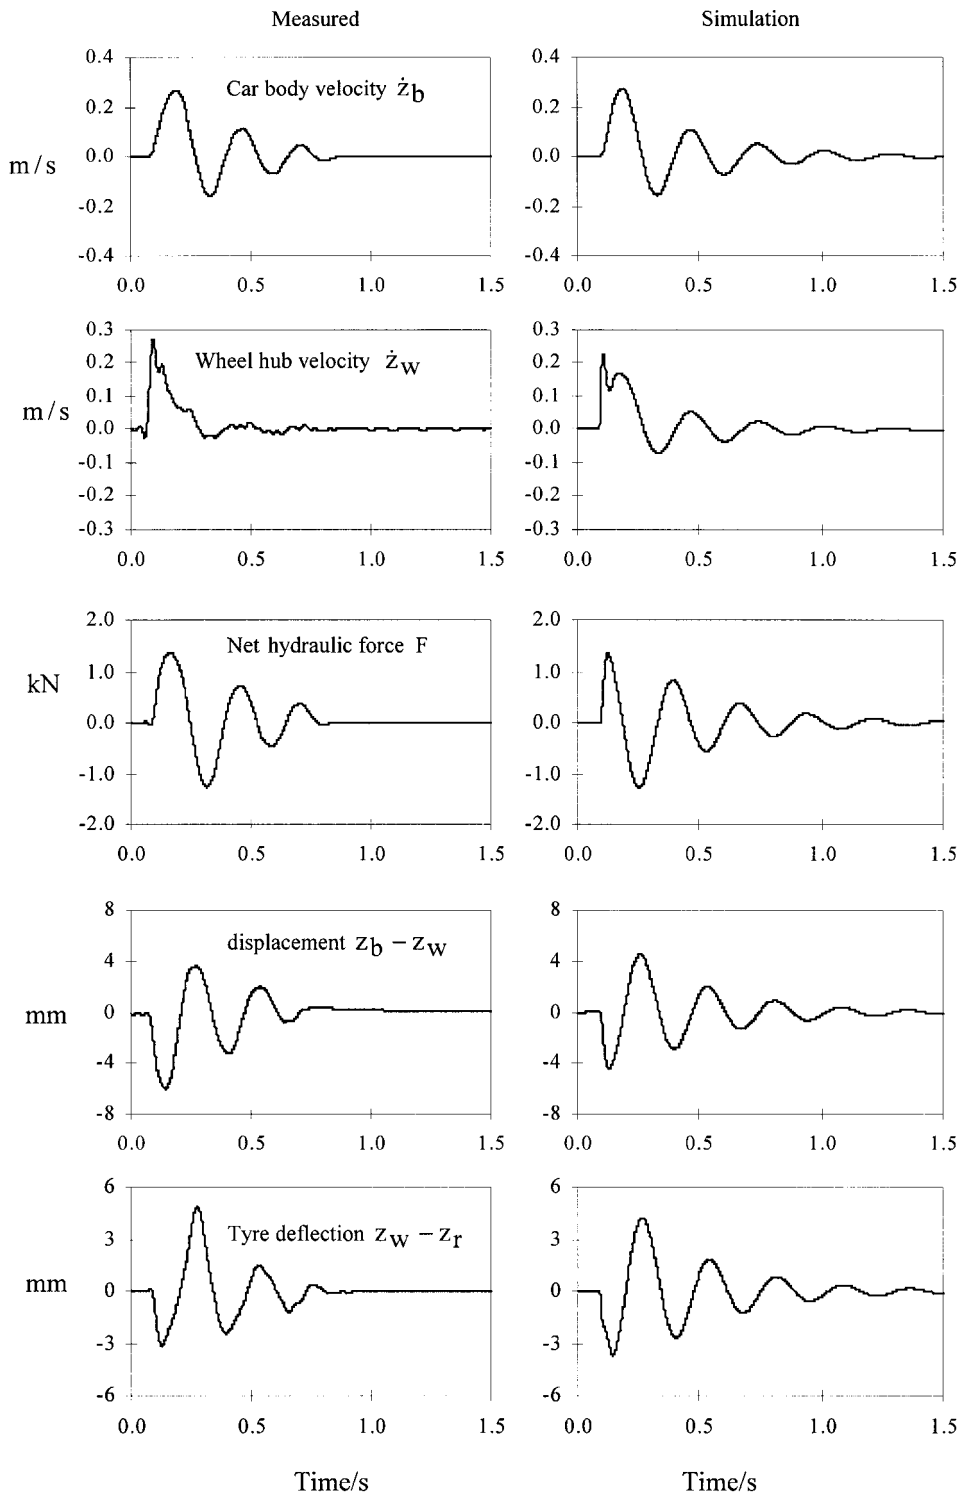 Measured Simulation
0.4 0.4
Car body velocity żb
0.2 0.2
m/s 0.0 0.0
-0.2 -0.2
-0.4 -0.4
0.0 0.5 1.0 1.5 0.0 0.5 1.0 1.5
0.3 0.3
0.2 Wheel hub velocity żw 0.2
0.1 0.1
m/s 0.0 0.0
-0.1 -0.1
-0.2 -0.2
-0.3 -0.3
0.0 0.5 1.0 1.5 0.0 0.5 1.0 1.5
2.0 2.0
Net hydraulic force F
kN 1.0 1.0
0.0 0.0
-1.0 -1.0
-2.0 -2.0
0.0 0.5 1.0 1.5 0.0 0.5 1.0 1.5
8 8
displacement zb – zw
4 4
mm 0 0
-4 -4
-8 -8
0.0 0.5 1.0 1.5 0.0 0.5 1.0 1.5
6 6
Tyre deflection zw – zr
3 3
mm 0 0
-3 -3
-6 -6
0.0 0.5 1.0 1.5 0.0 0.5 1.0 1.5
Time/s Time/s